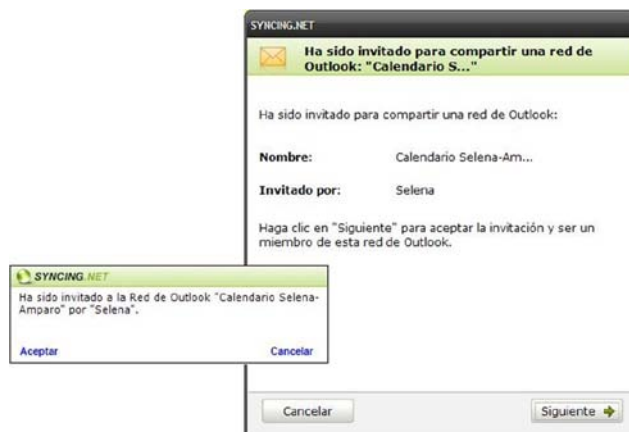 SYNCING.NET
Ha sido invitado para compartir una red de
Outlook: "Calendario S..."
Ha sido invitado para compartir una red de Outlook:
Nombre: Calendario Selena-Am...
Invitado por: Selena
Haga clic en "Siguiente" para aceptar la invitación y ser un
miembro de esta red de Outlook.
Cancelar Siguiente
SYNCING.NET
Ha sido invitado a la Red de Outlook "Calendario Selena-
Amparo" por "Selena".
Aceptar Cancelar